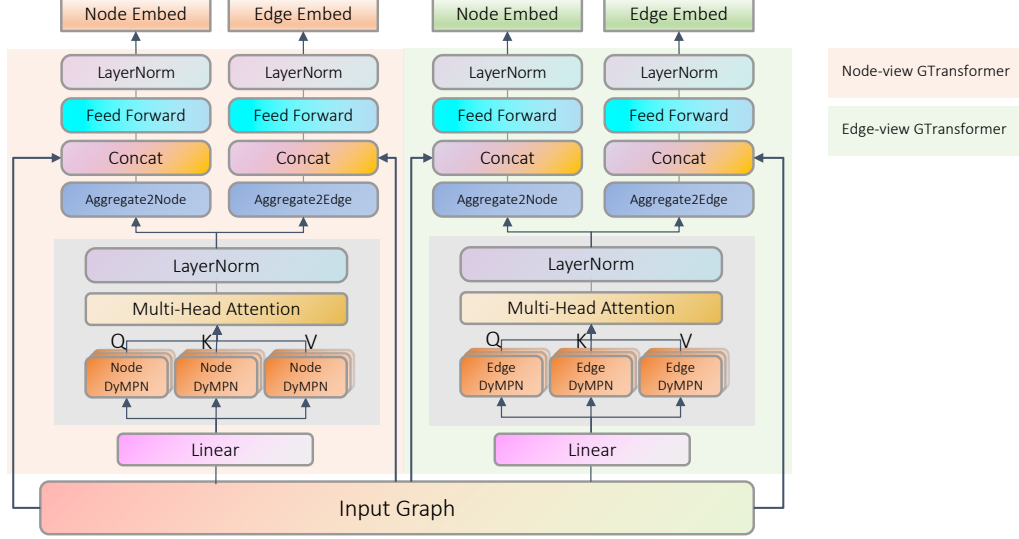 Node Embed
Edge Embed
Node Embed
Edge Embed
LayerNorm
LayerNorm
LayerNorm
LayerNorm
Node-view GTransformer
Feed Forward
Feed Forward
Feed Forward
Feed Forward
Edge-view GTransformer
Concat
Concat
Concat
Concat
Aggregate2Node
Aggregate2Edge
Aggregate2Node
Aggregate2Edge
LayerNorm
LayerNorm
Multi-Head Attention
Multi-Head Attention
Q
K
V
Q
K
V
Node
DyMPN
Node
DyMPN
Node
DyMPN
Edge
DyMPN
Edge
DyMPN
Edge
DyMPN
Linear
Linear
Input Graph